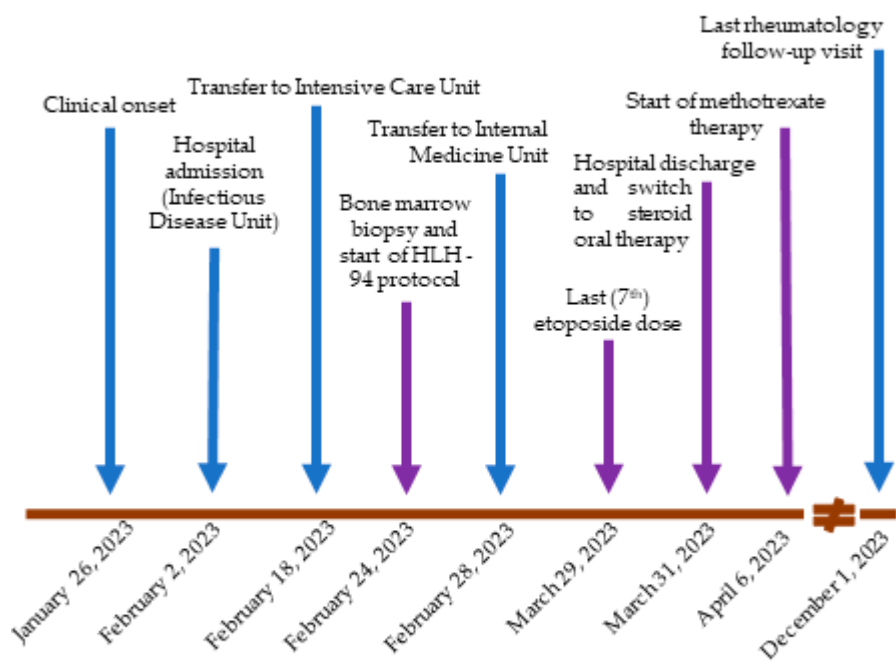 Clinical onset
Hospital
admission
(Infectious
Disease Unit)
Transfer to Intensive Care Unit
Bone marrow
biopsy and
start of HLH -
94 protocol
Transfer to Internal
Medicine Unit
Last (7th)
etoposide dose
Hospital discharge
and switch
to steroid
oral therapy
Start of methotrexate
therapy
Last rheumatology
follow-up visit
January 26, 2023
February 2, 2023
February 18, 2023
February 24, 2023
February 28, 2023
March 29, 2023
March 31, 2023
April 6, 2023
December 1, 2023